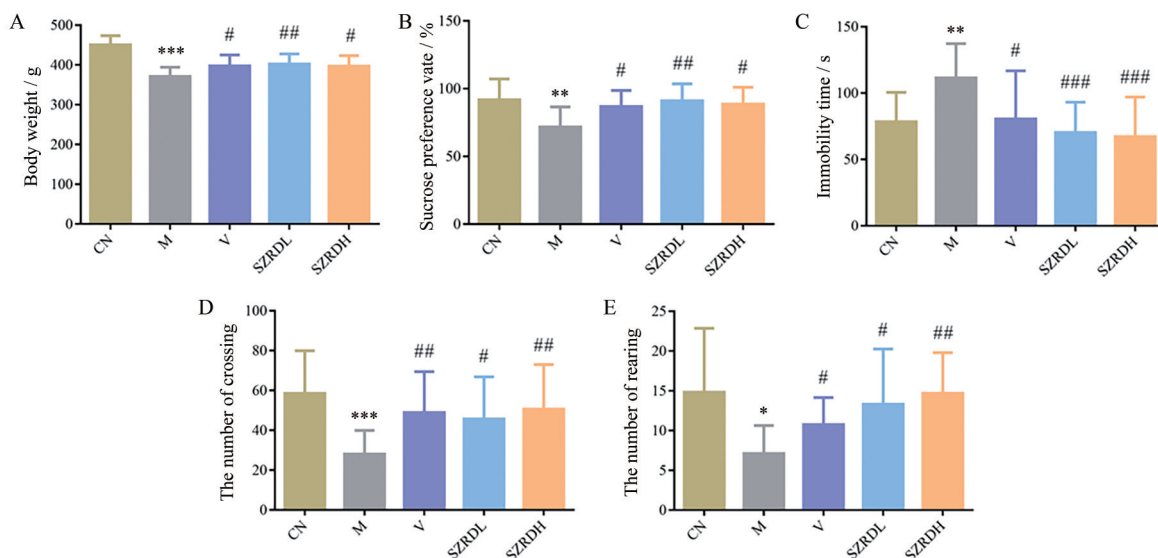 A
Body weight / g
500
400
300
200
100
0
***
#
##
#
CN
M
V
SZRDL
SZRDH
B
Sucrose preference vate / %
150
100
50
0
**
#
##
#
CN
M
V
SZRDL
SZRDH
C
Immobility time / s
150
100
50
0
**
#
###
###
CN
M
V
SZRDL
SZRDH
D
The number of crossing
100
80
60
40
20
0
***
##
#
##
CN
M
V
SZRDL
SZRDH
E
The number of rearing
25
20
15
10
5
0
*
#
#
##
CN
M
V
SZRDL
SZRDH